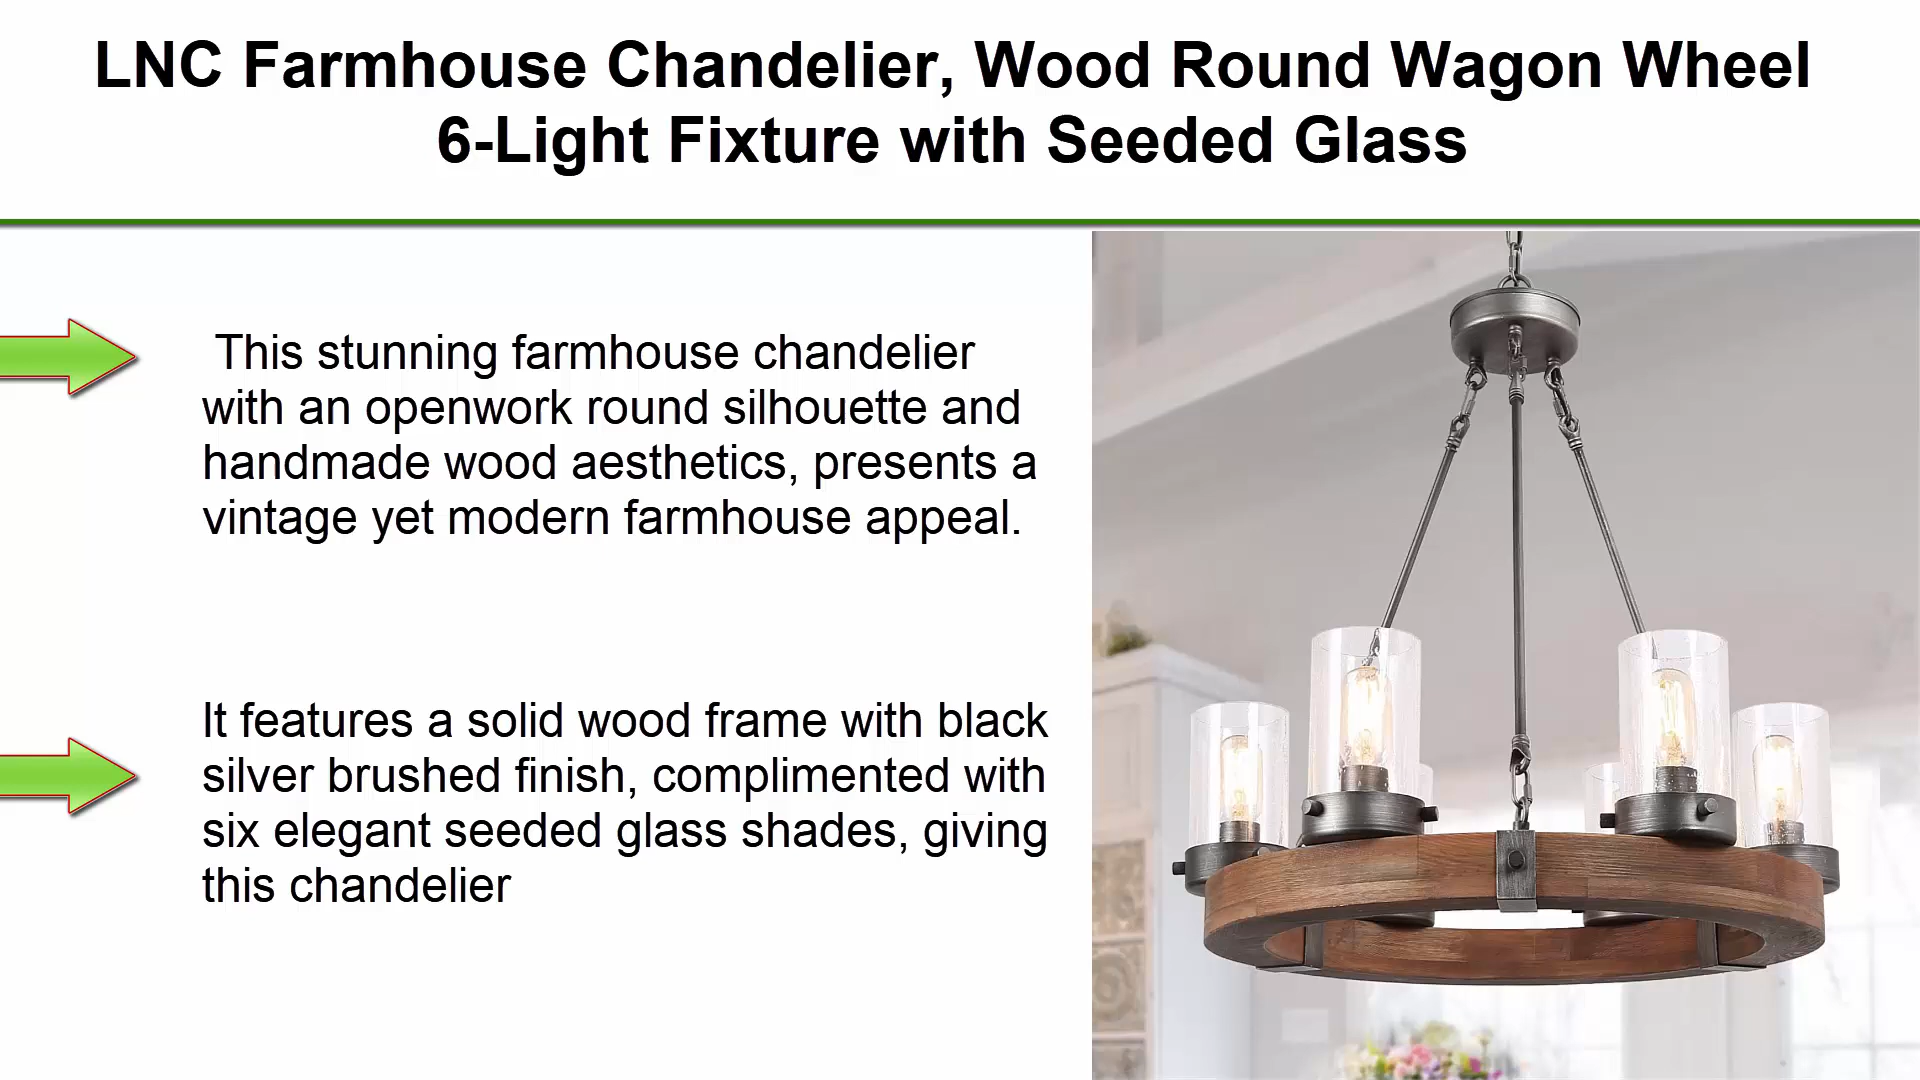 LNC Farmhouse Chandelier, Wood Round Wagon Wheel
6-Light Fixture with Seeded Glass
This stunning farmhouse chandelier
with an openwork round silhouette and
handmade wood aesthetics, presents a
vintage yet modern farmhouse appeal.
It features a solid wood frame with black
silver brushed finish, complimented with
six elegant seeded glass shades, giving
this chandelier